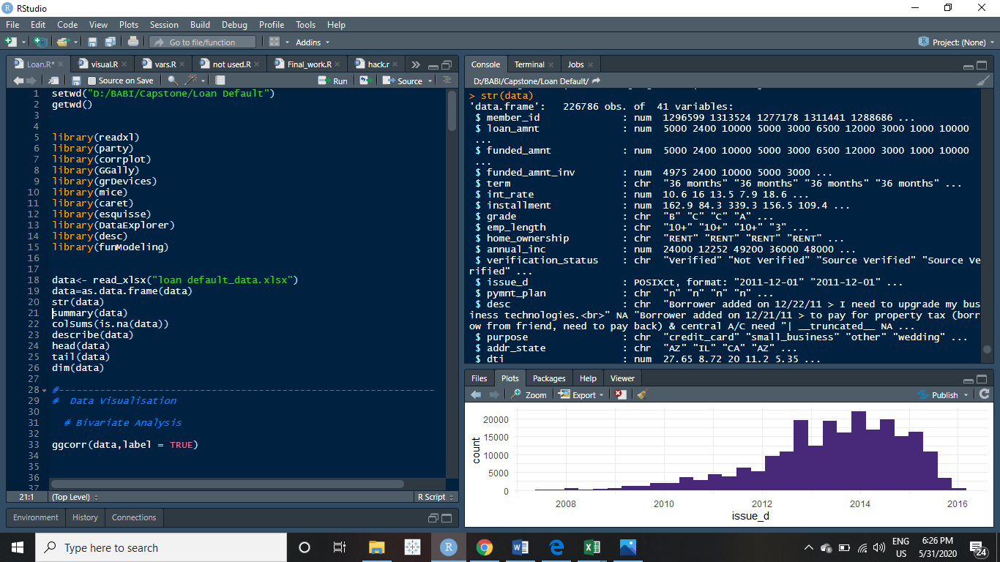 RStudio
File Edit Code View Plots Session Build Debug Profile Tools Help
Go to file/function Addins Project: (None)
Loan.R* visual.R vars.R not used.R Final_work.R hack.r
Source on Save Run Source
1 setwd("D:/BABI/Capstone/Loan Default")
2 getwd()
3
4
5 library(readxl)
6 library(party)
7 library(corrplot)
8 library(GGally)
9 library(grDevices)
10 library(mice)
11 library(caret)
12 library(esquisse)
13 library(DataExplorer)
14 library(desc)
15 library(funModeling)
16
17
18 data<- read_xlsx("loan default_data.xlsx")
19 data=as.data.frame(data)
20 str(data)
21 summary(data)
22 colSums(is.na(data))
23 describe(data)
24 head(data)
25 tail(data)
26 dim(data)
27
28 #----------------------------------------------------------------
29 #  Data Visualisation
30
31   # Bivariate Analysis
32
33 ggcorr(data,label = TRUE)
34
35
36
37
21:1 (Top Level) R Script
Environment History Connections
Console Terminal Jobs
D:/BABI/Capstone/Loan Default/
> str(data)
'data.frame':   226786 obs. of  41 variables:
 $ member_id                  : num  1296599 1313524 1277178 1311441 1288686 ...
 $ loan_amnt                  : num  5000 2400 10000 5000 3000 6500 12000 3000 1000 10000
 ...
 $ funded_amnt                : num  5000 2400 10000 5000 3000 6500 12000 3000 1000 10000
 ...
 $ funded_amnt_inv            : num  4975 2400 10000 5000 3000 ...
 $ term                       : chr  "36 months" "36 months" "36 months" "36 months" ...
 $ int_rate                   : num  10.6 16 13.5 7.9 18.6 ...
 $ installment                : num  162.9 84.3 339.3 156.5 109.4 ...
 $ grade                      : chr  "B" "C" "C" "A" ...
 $ emp_length                 : chr  "10+" "10+" "10+" "3" ...
 $ home_ownership             : chr  "RENT" "RENT" "RENT" "RENT" ...
 $ annual_inc                 : num  24000 12252 49200 36000 48000 ...
 $ verification_status        : chr  "Verified" "Not Verified" "Source Verified" "Source Ve
rified" ...
 $ issue_d                    : POSIXct, format: "2011-12-01" "2011-12-01" ...
 $ pymnt_plan                 : chr  "n" "n" "n" "n" ...
 $ desc                       : chr  "Borrower added on 12/22/11 > I need to upgrade my bus
iness technologies.<br>" NA "Borrower added on 12/21/11 > to pay for property tax (borr
ow from friend, need to pay back) & central A/C need "| __truncated__ NA ...
 $ purpose                    : chr  "credit_card" "small_business" "other" "wedding" ...
 $ addr_state                 : chr  "AZ" "IL" "CA" "AZ" ...
 $ dti                        : num  27.65 8.72 20 11.2 5.35 ...
Files Plots Packages Help Viewer
Zoom Export Publish
20000
15000
10000
5000
0
count
2008 2010 2012 2014 2016
issue_d
Type here to search
ENG 6:26 PM
US 5/31/2020 24